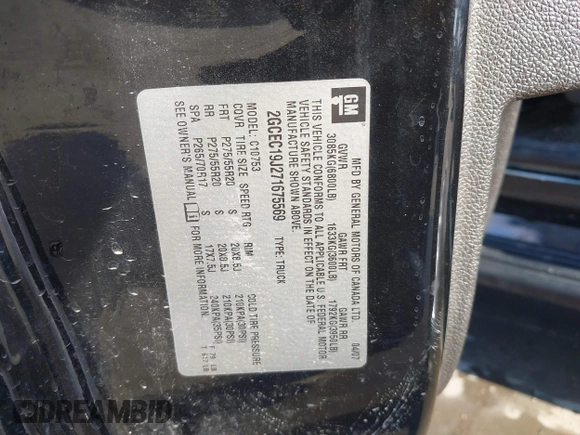 GM
MFD BY GENERAL MOTORS OF CANADA LTD. 04/07
GVWR GAWR FRT GAWR RR
3085KG(6800LB) 1633KG(3600LB) 1792KG(3950LB)
THIS VEHICLE CONFORMS TO ALL APPLICABLE U.S. FEDERAL MOTOR
VEHICLE SAFETY STANDARDS IN EFFECT ON THE DATE OF
MANUFACTURE SHOWN ABOVE.
2GCEC19J271675569 TYPE: TRUCK
MODEL: C10753
COVR TIRE SIZE SPEED RTG RIM COLD TIRE PRESSURE
FRT P275/55R20 S 20X8.5J 210KPA(30PSI)
RR P275/55R20 S 20X8.5J 210KPA(30PSI)
SPA P265/70R17 S 17X7.5J 240KPA(35PSI)
SEE OWNER'S MANUAL FOR MORE INFORMATION.
DREAMBID